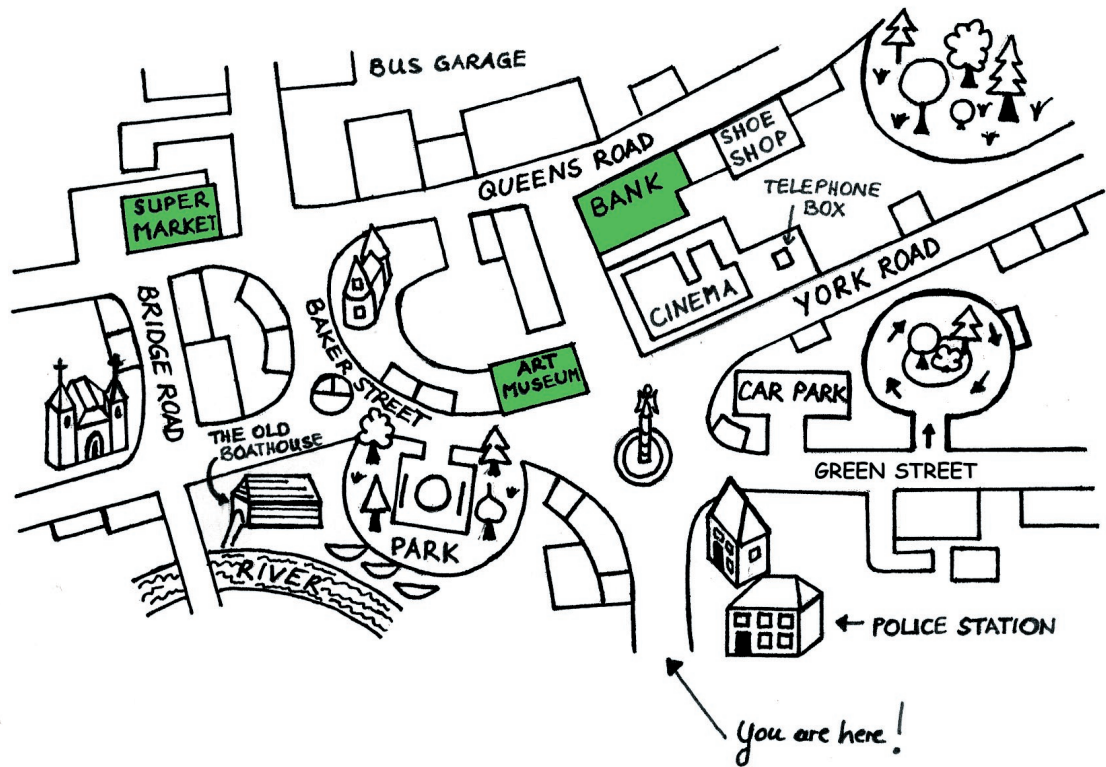 BUS GARAGE
QUEENS ROAD
SHOE
SHOP
BANK
TELEPHONE
BOX
SUPER
MARKET
CINEMA
YORK ROAD
BRIDGE ROAD
BAKER STREET
ART
MUSEUM
CAR PARK
THE OLD
BOATHOUSE
GREEN STREET
PARK
RIVER
POLICE STATION
You are here!